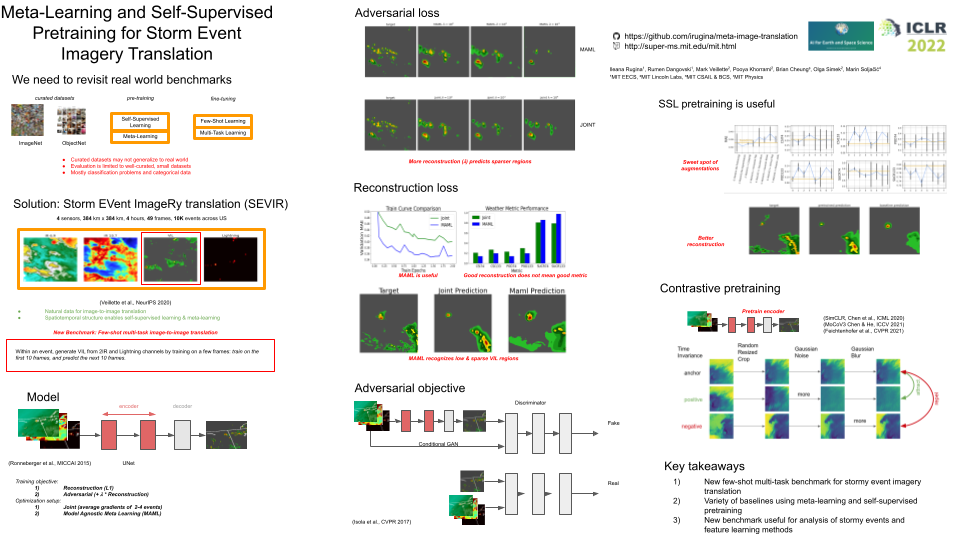 Meta-Learning and Self-Supervised
Pretraining for Storm Event
Imagery Translation
We need to revisit real world benchmarks
curated datasets
pre-training
fine-tuning
Self-Supervised
Learning
Meta-Learning
Few-Shot Learning
Multi-Task Learning
ImageNet
ObjectNet
● Curated datasets may not generalize to real world
● Evaluation is limited to well-curated, small datasets
● Mostly classification problems and categorical data
Solution: Storm EVent ImageRy translation (SEVIR)
4 sensors, 384 km x 384 km, 4 hours, 49 frames, 10K events across US
Lightning
(Veillette et al., NeurIPS 2020)
● Natural data for image-to-image translation
● Spatiotemporal structure enables self-supervised learning & meta-learning
New Benchmark: Few-shot multi-task image-to-image translation
Within an event, generate VIL from 2IR and Lightning channels by training on a few frames: train on the
first 10 frames, and predict the next 10 frames.
Model
encoder
decoder
(Ronneberger et al., MICCAI 2015)
UNet
Training objective:
1) Reconstruction (L1)
2) Adversarial (+ λ * Reconstruction)
Optimization setup:
1) Joint (average gradients of 2-4 events)
2) Model Agnostic Meta Learning (MAML)
Adversarial loss
MAML
JOINT
More reconstruction (λ) predicts sparser regions
Reconstruction loss
Train Curve Comparison
Joint
MAML
Validation MAE
Train Epochs
Weather Metric Performance
Joint
MAML
Metric
MAML is useful
Good reconstruction does not mean good metric
Target
Joint Prediction
Maml Prediction
MAML recognizes low & sparse VIL regions
Adversarial objective
Discriminator
Fake
Conditional GAN
Real
(Isola et al., CVPR 2017)
https://github.com/irugina/meta-image-translation
http://super-ms.mit.edu/mit.html
AI for Earth and Space Science
ICLR
2022
Ileana Rugina¹, Rumen Dangovski¹, Mark Veillette², Pooya Khorrami², Brian Cheung³, Olga Simek², Marin Soljačić⁴
¹MIT EECS, ²MIT Lincoln Labs, ³MIT CSAIL & BCS, ⁴MIT Physics
SSL pretraining is useful
Sweet spot of
augmentations
Better
reconstruction
Contrastive pretraining
Pretrain encoder
(SimCLR, Chen et al., ICML 2020)
(MoCoV3 Chen & He, ICCV 2021)
(Feichtenhofer et al., CVPR 2021)
Time
Invariance
Random
Resized
Crop
Gaussian
Noise
Gaussian
Blur
anchor
positive
more
negative
more
attract
repel
Key takeaways
1) New few-shot multi-task benchmark for stormy event imagery
translation
2) Variety of baselines using meta-learning and self-supervised
pretraining
3) New benchmark useful for analysis of stormy events and
feature learning methods